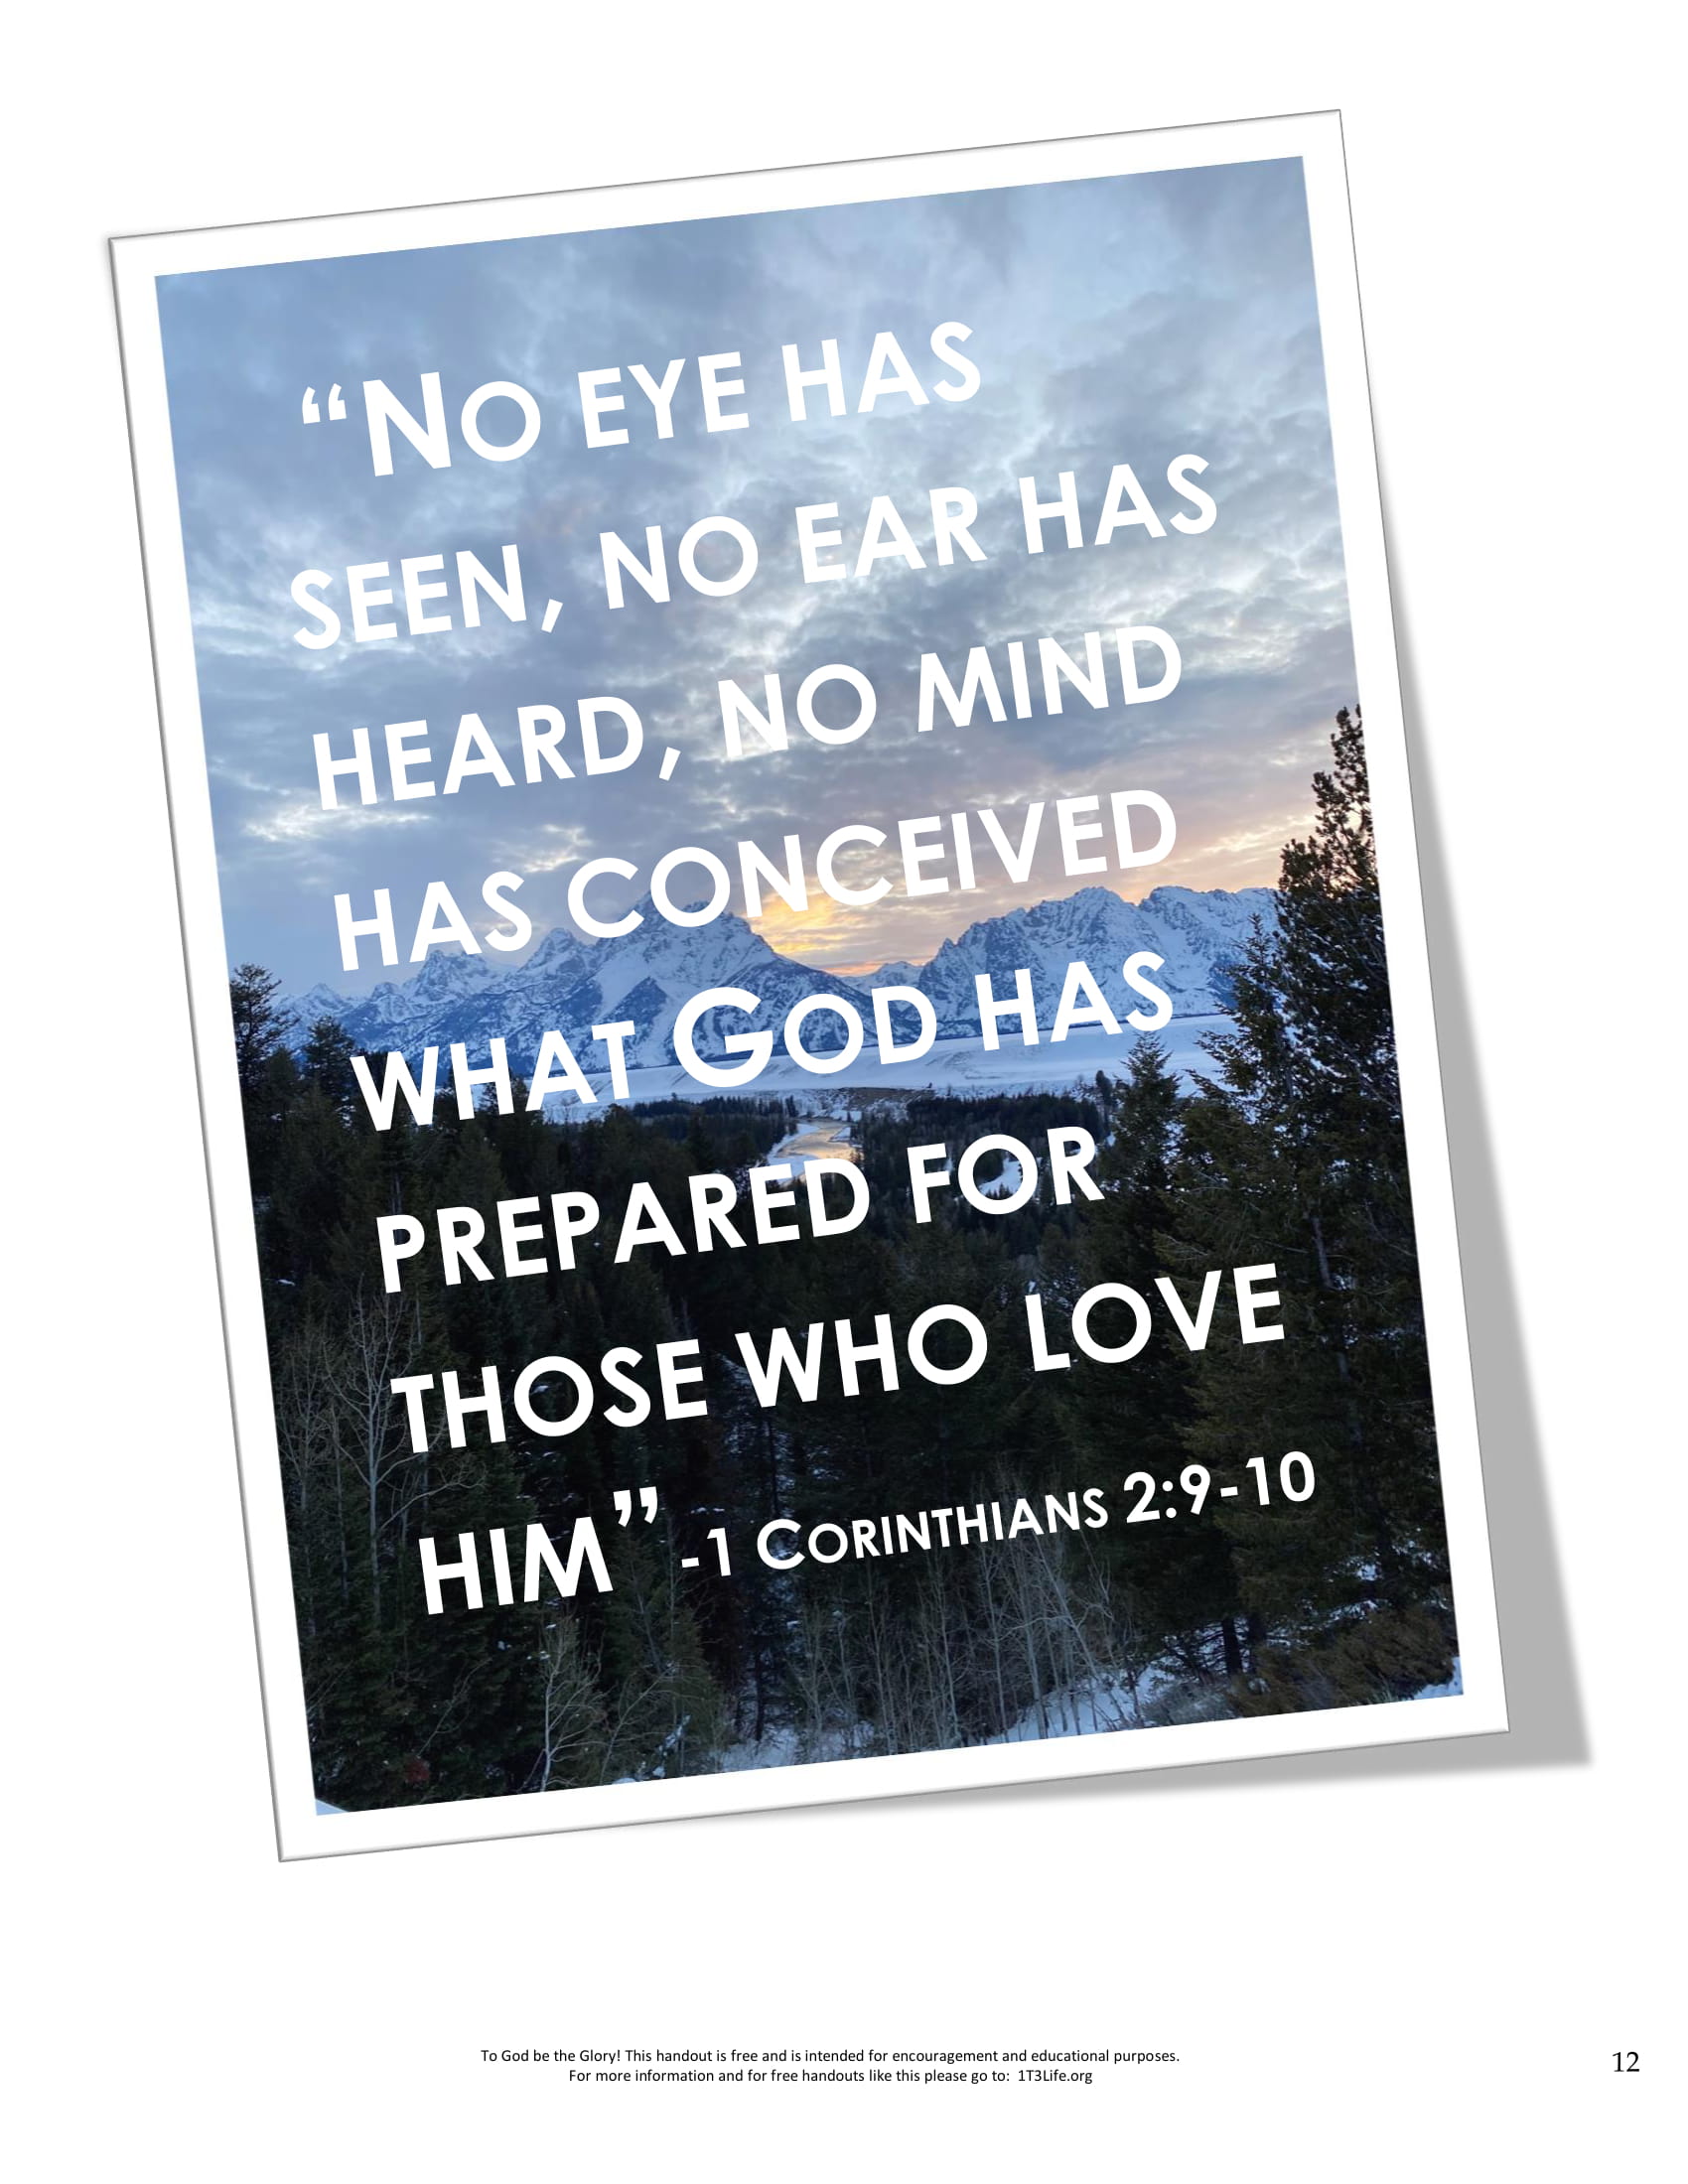 “No eye has
seen, no ear has
heard, no mind
has conceived
what God has
prepared for
those who love
him” -1 Corinthians 2:9-10
To God be the Glory! This handout is free and is intended for encouragement and educational purposes.
For more information and for free handouts like this please go to: 1T3Life.org
12